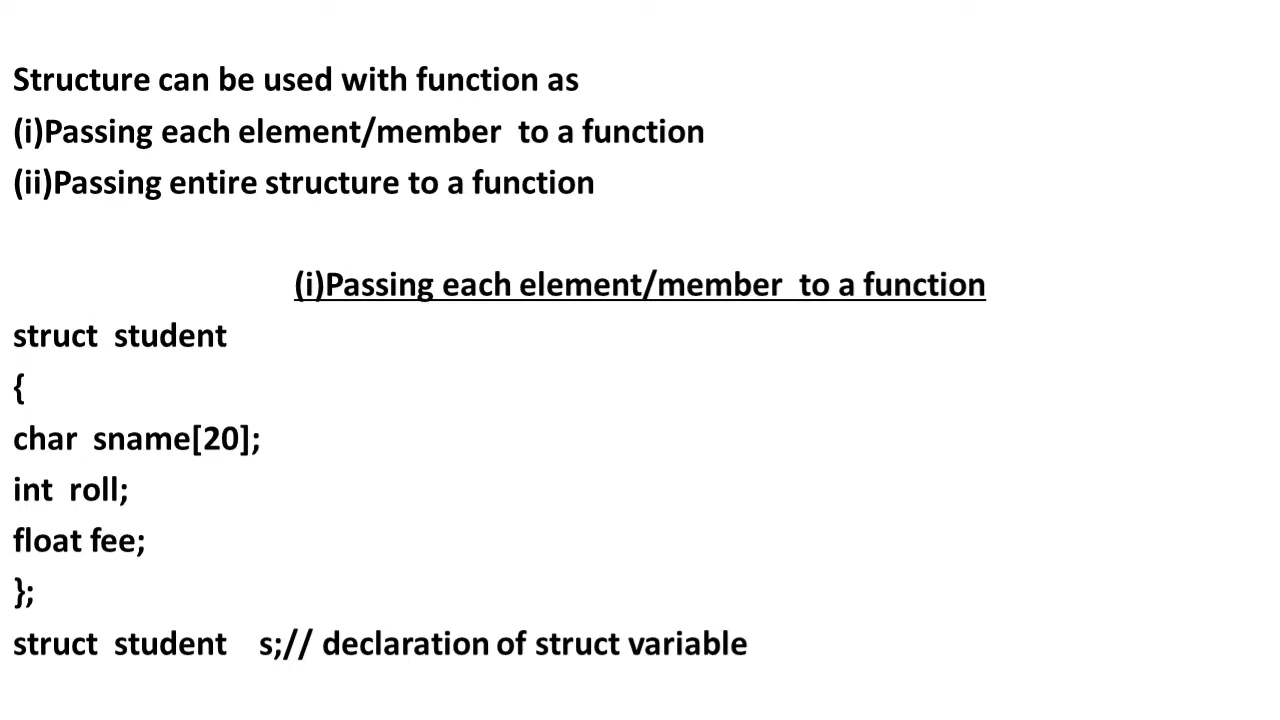 Structure can be used with function as
(i)Passing each element/member  to a function
(ii)Passing entire structure to a function
(i)Passing each element/member  to a function
struct  student
{
char  sname[20];
int  roll;
float fee;
};
struct  student    s;// declaration of struct variable